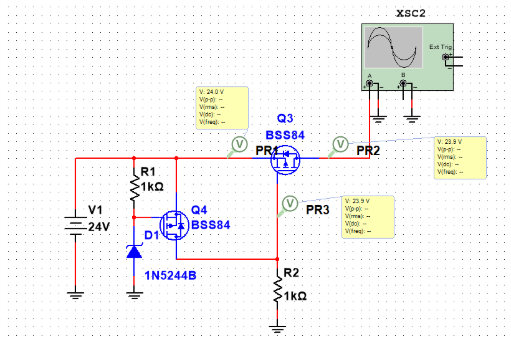 XSC2
Ext Trig
A
B
V: 24.0 V
V(p-p): --
V(rms): --
V(dc): --
V(freq): --
Q3
BSS84
PR1
PR2
V: 23.9 V
V(p-p): --
V(rms): --
V(dc): --
V(freq): --
R1
1kΩ
Q4
BSS84
PR3
V: 23.9 V
V(p-p): --
V(rms): --
V(dc): --
V(freq): --
V1
24V
D1
1N5244B
R2
1kΩ